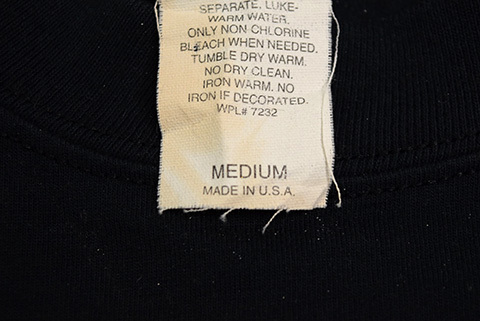 SEPARATE, LUKE-
WARM WATER.
ONLY NON CHLORINE
BLEACH WHEN NEEDED.
TUMBLE DRY WARM.
NO DRY CLEAN.
IRON WARM. NO
IRON IF DECORATED.
WPL# 7232
MEDIUM
MADE IN U.S.A.